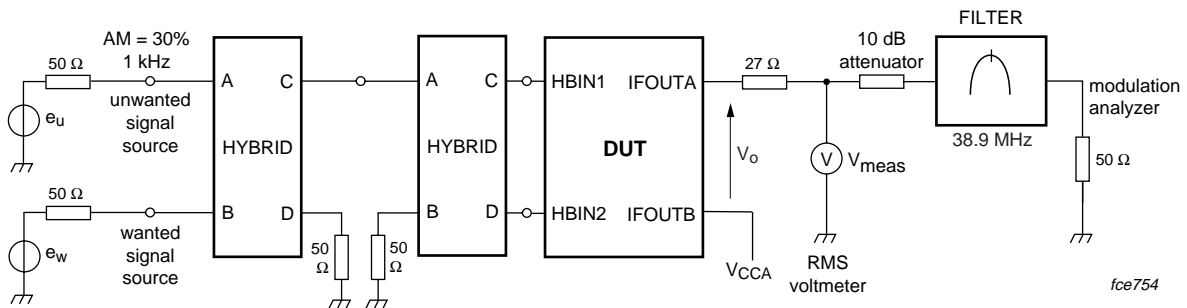 FILTER
AM = 30%
1 kHz
50 Ω
A
C
A
C
HBIN1
IFOUTA
27 Ω
10 dB
attenuator
modulation
analyzer
unwanted
signal
source
eu
HYBRID
HYBRID
DUT
Vo
V
Vmeas
38.9 MHz
50 Ω
50 Ω
B
D
B
D
HBIN2
IFOUTB
ew
wanted
signal
source
50
Ω
50
Ω
VCCA
RMS
voltmeter
fce754